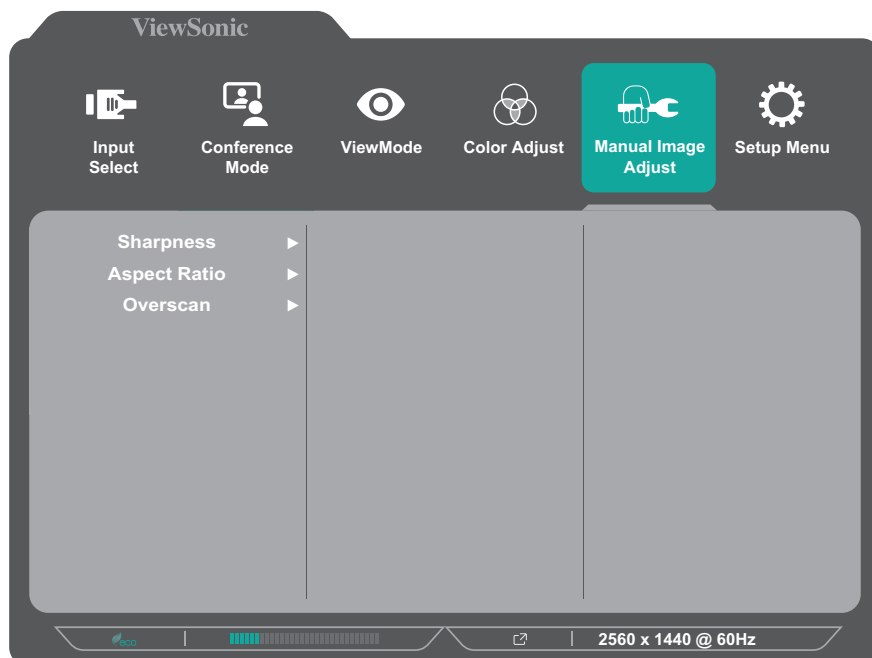 ViewSonic
Input
Select
Conference
Mode
ViewMode
Color Adjust
Manual Image
Adjust
Setup Menu
Sharpness
Aspect Ratio
Overscan
eco
2560 x 1440 @ 60Hz